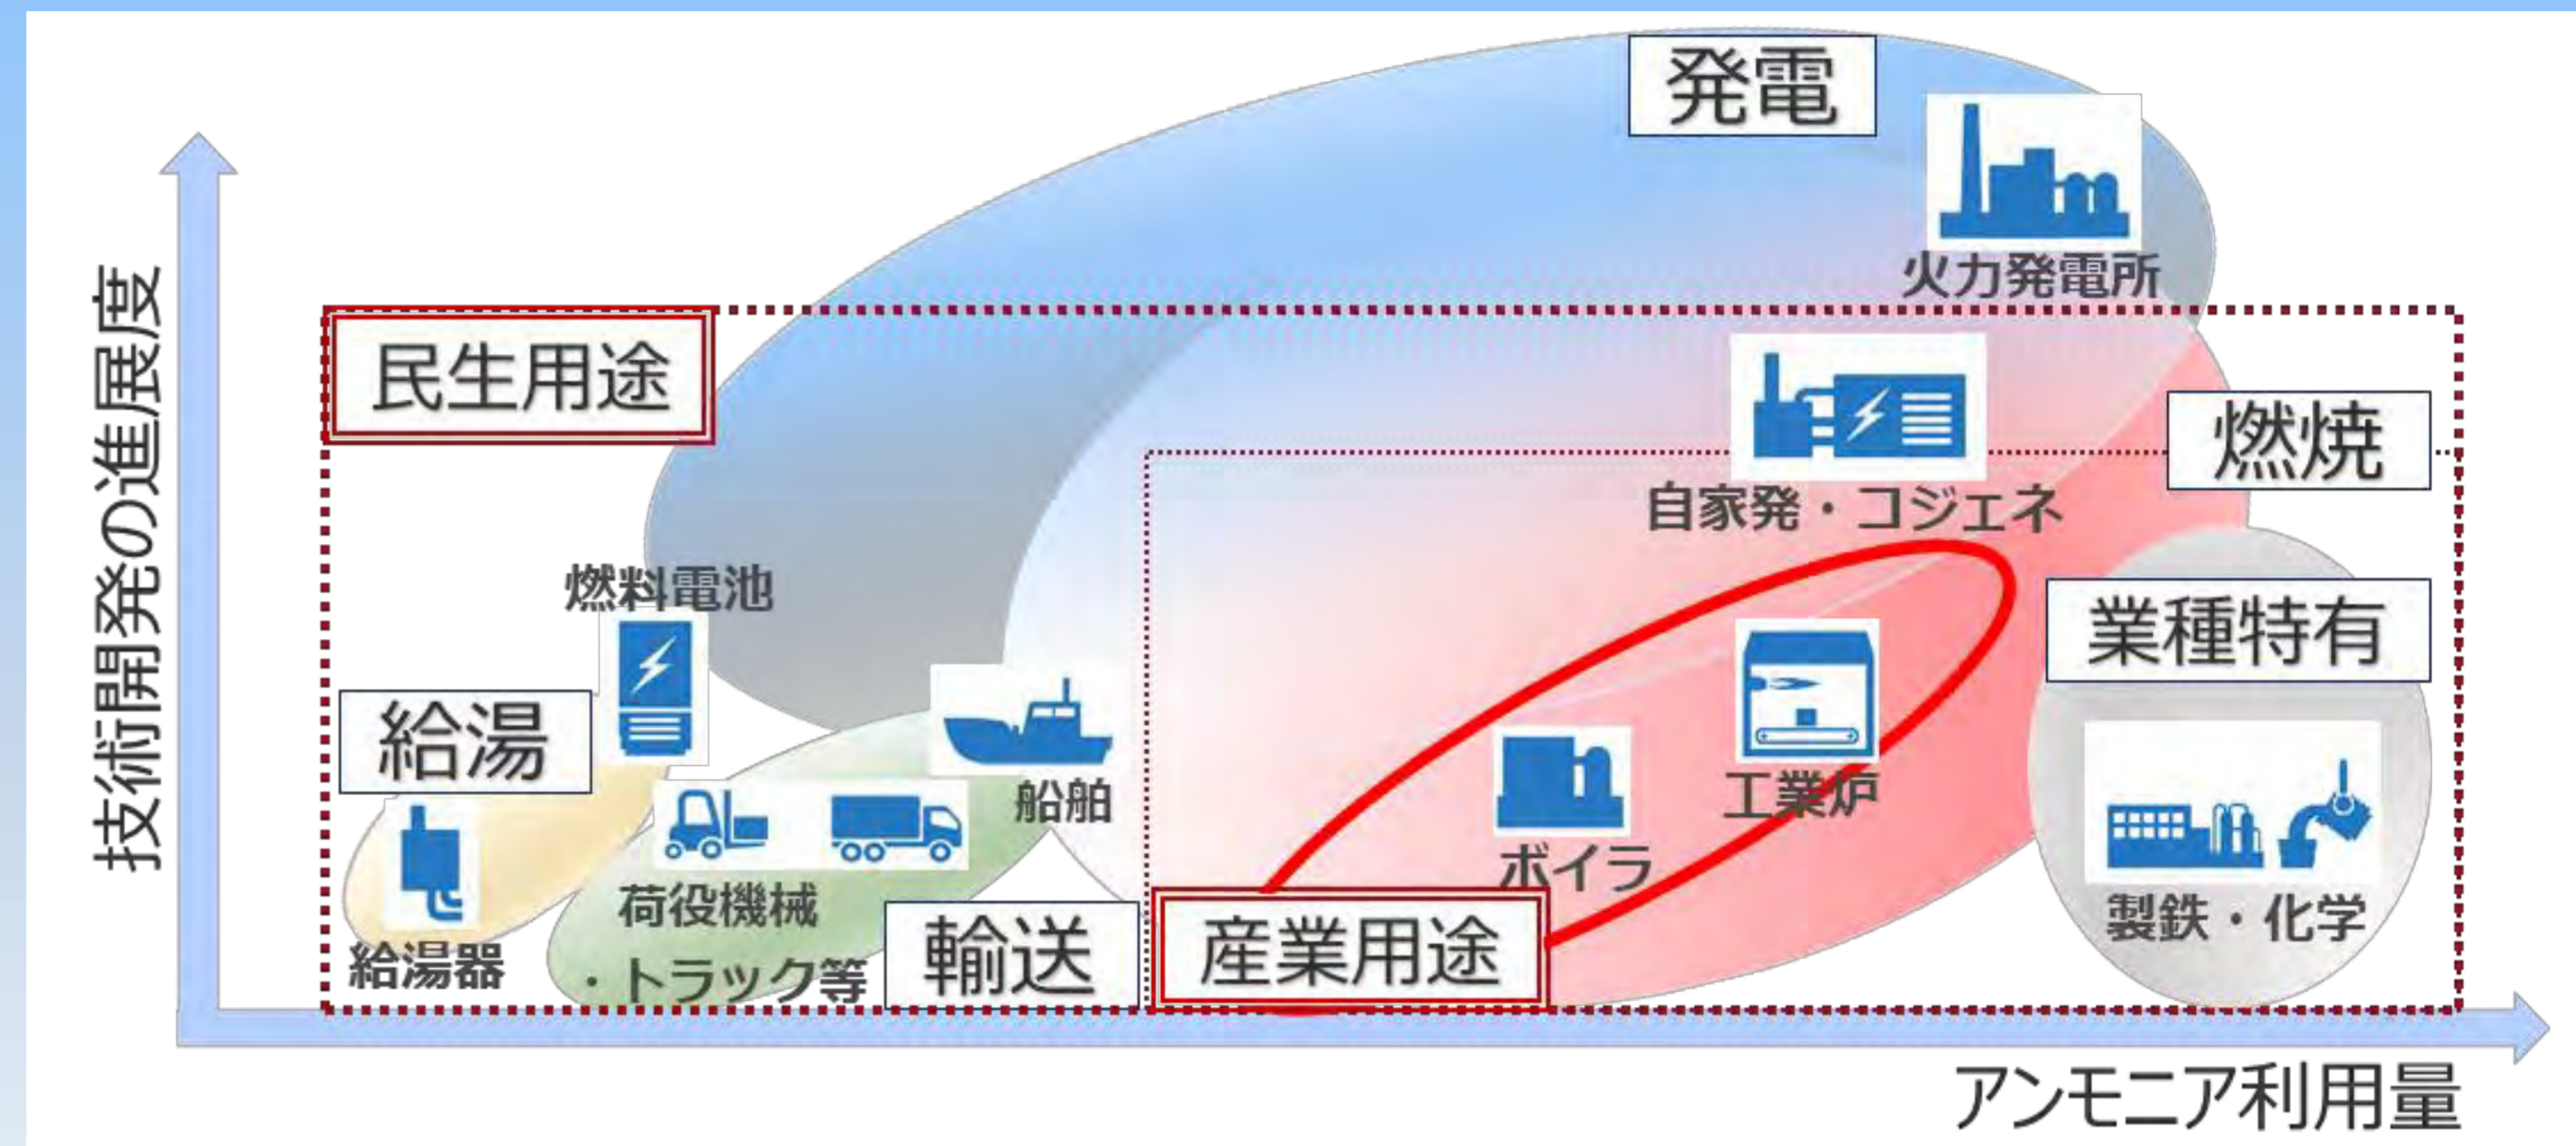 発電
火力発電所
技術開発の進展度
民生用途
燃焼
自家発・コジェネ
燃料電池
業種特有
給湯
船舶
工業炉
ボイラ
荷役機械
・トラック等
製鉄・化学
給湯器
輸送
産業用途
アンモニア利用量